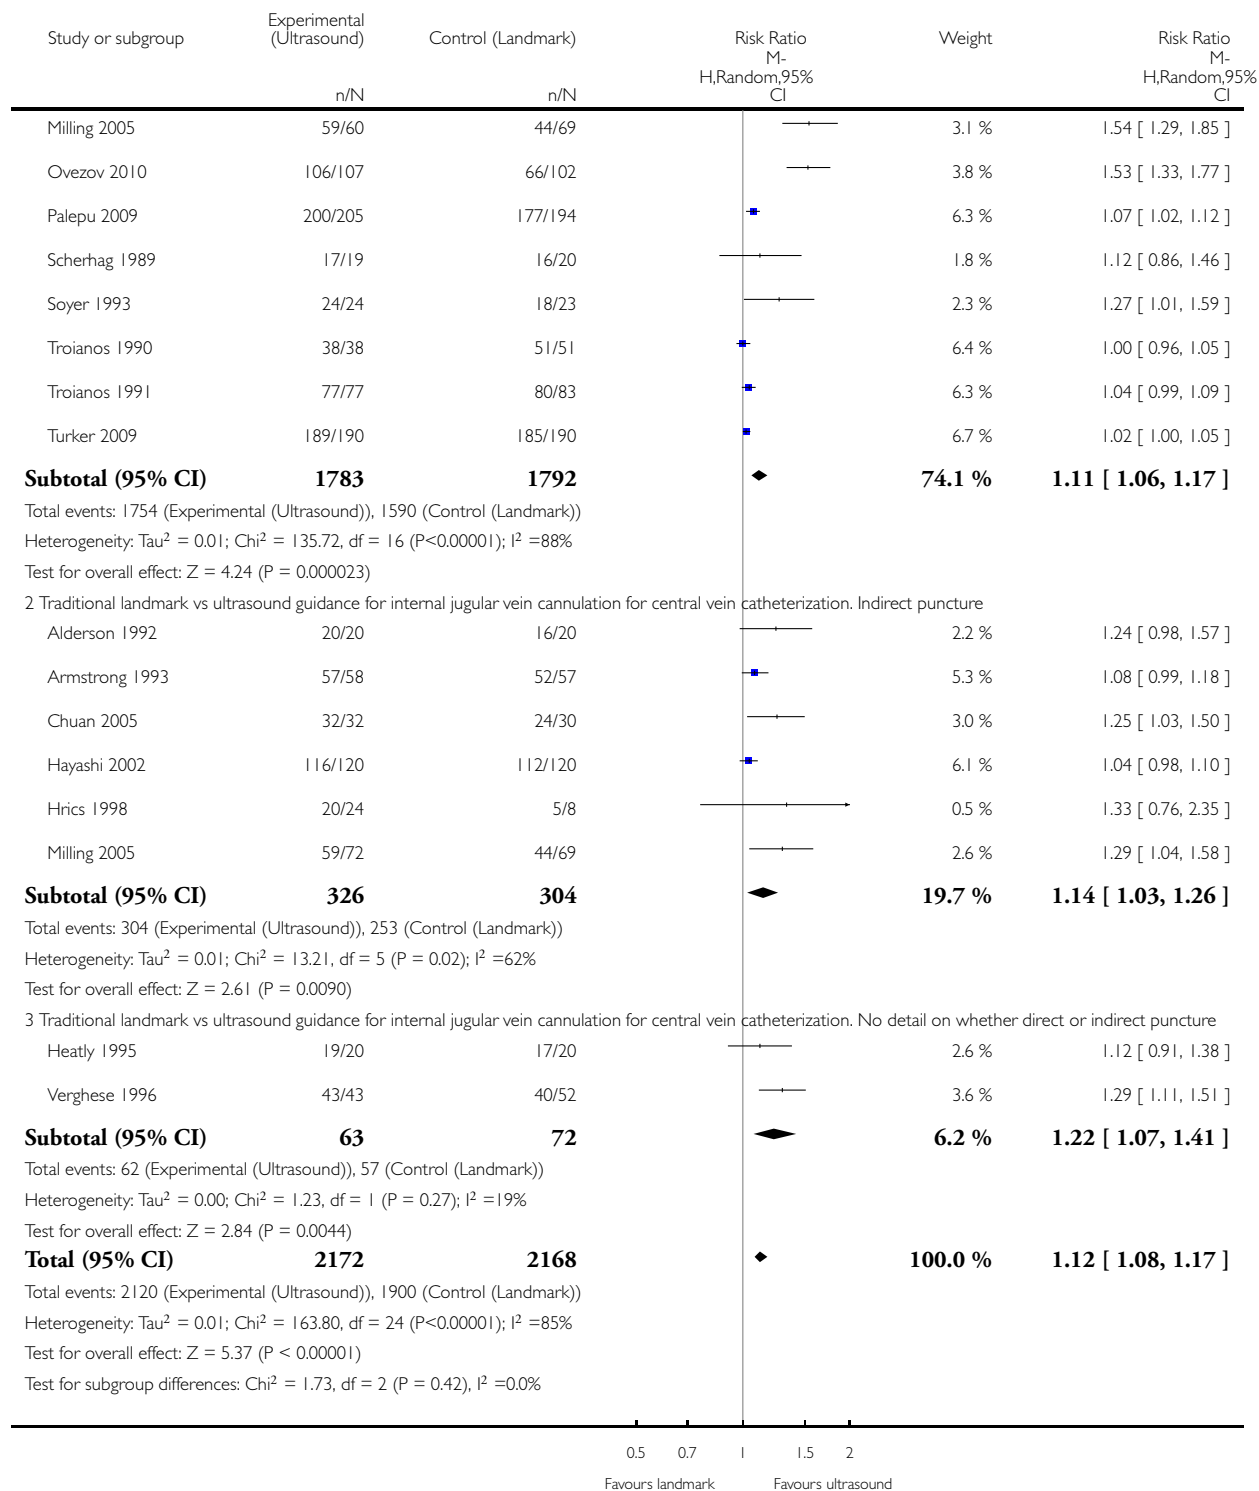 Study or subgroup Experimental (Ultrasound) Control (Landmark) Risk Ratio Weight Risk Ratio
M-H,Random,95% CI M-H,Random,95% CI
n/N n/N
Milling 2005 59/60 44/69 3.1 % 1.54 [ 1.29, 1.85 ]
Ovezov 2010 106/107 66/102 3.8 % 1.53 [ 1.33, 1.77 ]
Palepu 2009 200/205 177/194 6.3 % 1.07 [ 1.02, 1.12 ]
Scherhag 1989 17/19 16/20 1.8 % 1.12 [ 0.86, 1.46 ]
Soyer 1993 24/24 18/23 2.3 % 1.27 [ 1.01, 1.59 ]
Troianos 1990 38/38 51/51 6.4 % 1.00 [ 0.96, 1.05 ]
Troianos 1991 77/77 80/83 6.3 % 1.04 [ 0.99, 1.09 ]
Turker 2009 189/190 185/190 6.7 % 1.02 [ 1.00, 1.05 ]
Subtotal (95% CI) 1783 1792 74.1 % 1.11 [ 1.06, 1.17 ]
Total events: 1754 (Experimental (Ultrasound)), 1590 (Control (Landmark))
Heterogeneity: Tau² = 0.01; Chi² = 135.72, df = 16 (P<0.00001); I² =88%
Test for overall effect: Z = 4.24 (P = 0.000023)
2 Traditional landmark vs ultrasound guidance for internal jugular vein cannulation for central vein catheterization. Indirect puncture
Alderson 1992 20/20 16/20 2.2 % 1.24 [ 0.98, 1.57 ]
Armstrong 1993 57/58 52/57 5.3 % 1.08 [ 0.99, 1.18 ]
Chuan 2005 32/32 24/30 3.0 % 1.25 [ 1.03, 1.50 ]
Hayashi 2002 116/120 112/120 6.1 % 1.04 [ 0.98, 1.10 ]
Hrics 1998 20/24 5/8 0.5 % 1.33 [ 0.76, 2.35 ]
Milling 2005 59/72 44/69 2.6 % 1.29 [ 1.04, 1.58 ]
Subtotal (95% CI) 326 304 19.7 % 1.14 [ 1.03, 1.26 ]
Total events: 304 (Experimental (Ultrasound)), 253 (Control (Landmark))
Heterogeneity: Tau² = 0.01; Chi² = 13.21, df = 5 (P = 0.02); I² =62%
Test for overall effect: Z = 2.61 (P = 0.0090)
3 Traditional landmark vs ultrasound guidance for internal jugular vein cannulation for central vein catheterization. No detail on whether direct or indirect puncture
Heatly 1995 19/20 17/20 2.6 % 1.12 [ 0.91, 1.38 ]
Verghese 1996 43/43 40/52 3.6 % 1.29 [ 1.11, 1.51 ]
Subtotal (95% CI) 63 72 6.2 % 1.22 [ 1.07, 1.41 ]
Total events: 62 (Experimental (Ultrasound)), 57 (Control (Landmark))
Heterogeneity: Tau² = 0.00; Chi² = 1.23, df = 1 (P = 0.27); I² =19%
Test for overall effect: Z = 2.84 (P = 0.0044)
Total (95% CI) 2172 2168 100.0 % 1.12 [ 1.08, 1.17 ]
Total events: 2120 (Experimental (Ultrasound)), 1900 (Control (Landmark))
Heterogeneity: Tau² = 0.01; Chi² = 163.80, df = 24 (P<0.00001); I² =85%
Test for overall effect: Z = 5.37 (P < 0.00001)
Test for subgroup differences: Chi² = 1.73, df = 2 (P = 0.42), I² =0.0%
0.5 0.7 1 1.5 2
Favours landmark Favours ultrasound